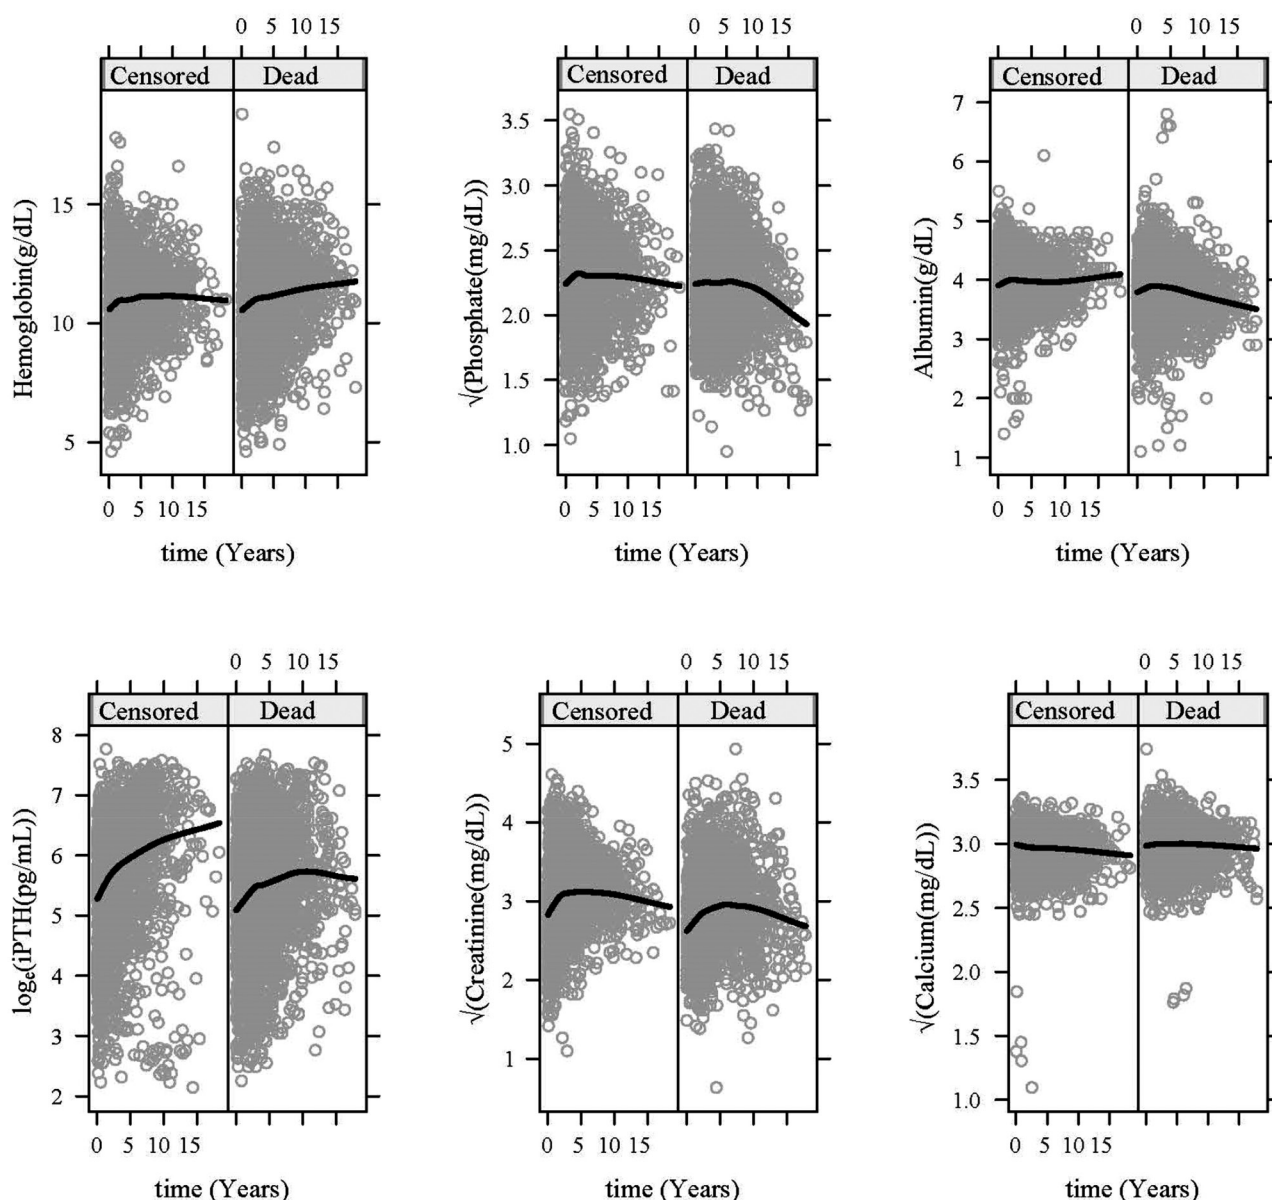 0 5 10 15
Censored Dead
Hemoglobin(g/dL)
15
10
5
0 5 10 15
time (Years)
0 5 10 15
Censored Dead
√(Phosphate(mg/dL))
3.5
3.0
2.5
2.0
1.5
1.0
0 5 10 15
time (Years)
0 5 10 15
Censored Dead
Albumin(g/dL)
7
6
5
4
3
2
1
0 5 10 15
time (Years)
0 5 10 15
Censored Dead
logₑ(iPTH(pg/mL))
8
7
6
5
4
3
2
0 5 10 15
time (Years)
0 5 10 15
Censored Dead
√(Creatinine(mg/dL))
5
4
3
2
1
0 5 10 15
time (Years)
0 5 10 15
Censored Dead
√(Calcium(mg/dL))
3.5
3.0
2.5
2.0
1.5
1.0
0 5 10 15
time (Years)